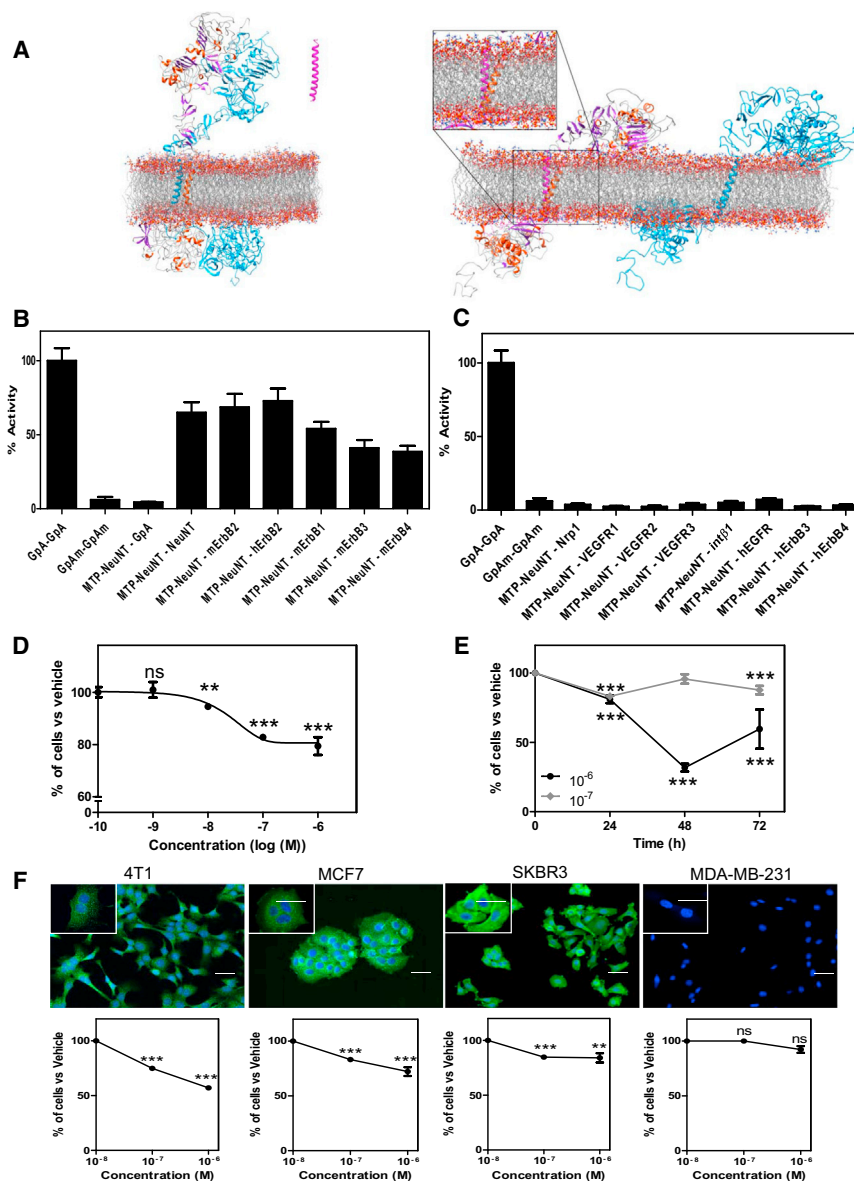 A
B
C
% Activity
100
50
0
GpA-GpA
GpAm-GpAm
MTP-NeuNT - GpA
MTP-NeuNT - NeuNT
MTP-NeuNT - mErbB2
MTP-NeuNT - hErbB2
MTP-NeuNT - mErbB1
MTP-NeuNT - mErbB3
MTP-NeuNT - mErbB4
% Activity
100
50
0
GpA-GpA
GpAm-GpAm
MTP-NeuNT - Nrp1
MTP-NeuNT - VEGFR1
MTP-NeuNT - VEGFR2
MTP-NeuNT - VEGFR3
MTP-NeuNT - intβ1
MTP-NeuNT - hEGFR
MTP-NeuNT - hErbB3
MTP-NeuNT - hErbB4
D
% of cells vs vehicle
100
80
60
0
ns
**
***
***
-10 -9 -8 -7 -6
Concentration (log (M))
E
% of cells vs vehicle
100
50
0
***
***
***
***
***
10⁻⁶
10⁻⁷
0 24 48 72
Time (h)
F
4T1 MCF7 SKBR3 MDA-MB-231
% of cells vs Vehicle
100
50
0
***
***
10⁻⁸ 10⁻⁷ 10⁻⁶
Concentration (M)
% of cells vs Vehicle
100
50
0
***
***
10⁻⁸ 10⁻⁷ 10⁻⁶
Concentration (M)
% of cells vs Vehicle
100
50
0
***
**
10⁻⁸ 10⁻⁷ 10⁻⁶
Concentration (M)
% of cells vs Vehicle
100
50
0
ns
ns
10⁻⁸ 10⁻⁷ 10⁻⁶
Concentration (M)